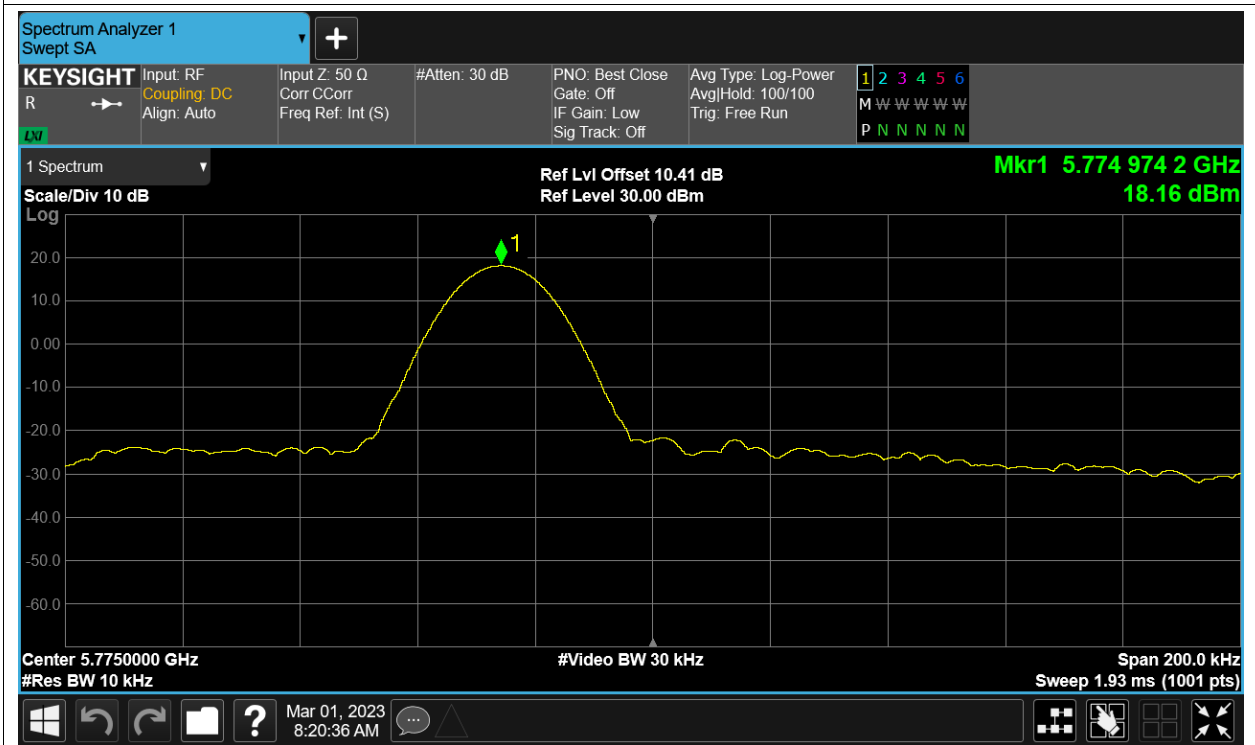 Spectrum Analyzer 1
Swept SA
KEYSIGHT
R
LXI
Input: RF
Coupling: DC
Align: Auto
Input Z: 50 Ω
Corr CCorr
Freq Ref: Int (S)
#Atten: 30 dB
PNO: Best Close
Gate: Off
IF Gain: Low
Sig Track: Off
Avg Type: Log-Power
Avg|Hold: 100/100
Trig: Free Run
1 2 3 4 5 6
M W W W W W W
P N N N N N
1 Spectrum
Scale/Div 10 dB
Log
Ref Lvl Offset 10.41 dB
Ref Level 30.00 dBm
Mkr1 5.774 974 2 GHz
18.16 dBm
1
20.0
10.0
0.00
-10.0
-20.0
-30.0
-40.0
-50.0
-60.0
Center 5.7750000 GHz
#Res BW 10 kHz
#Video BW 30 kHz
Span 200.0 kHz
Sweep 1.93 ms (1001 pts)
?
Mar 01, 2023
8:20:36 AM